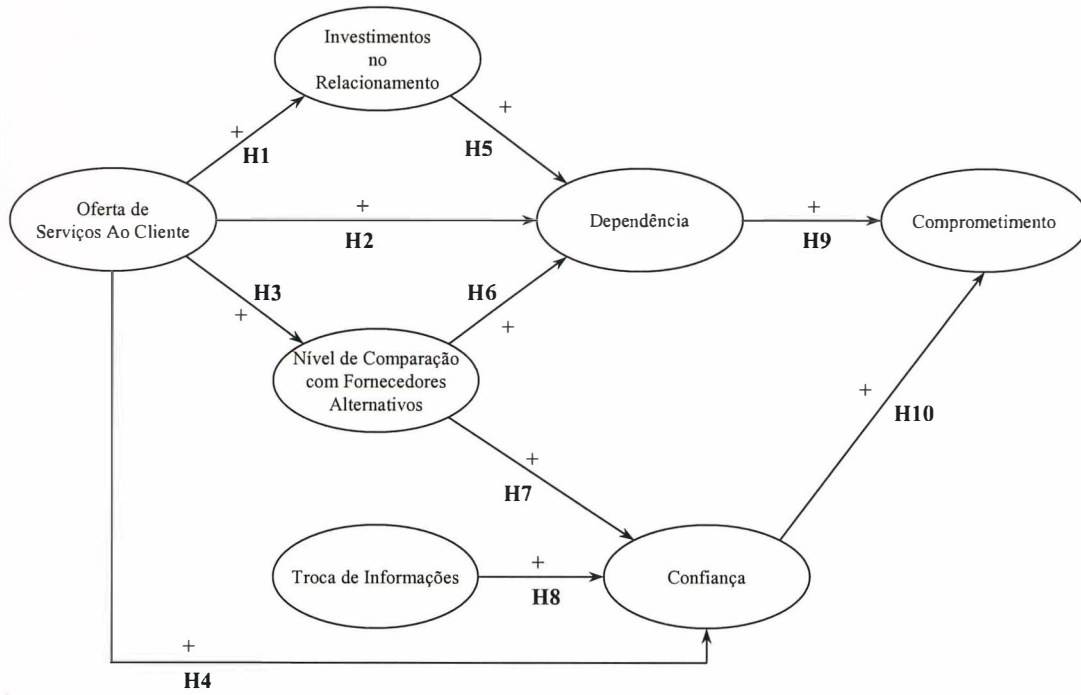 Investimentos
no
Relacionamento
+
+
H1
H5
Oferta de
Serviços Ao Cliente
+
H2
Dependência
+
H9
Comprometimento
H3
+
H6
+
Nível de Comparação
com Fornecedores
Alternativos
+
H10
+
H7
Troca de Informações
+
H8
Confiança
+
H4